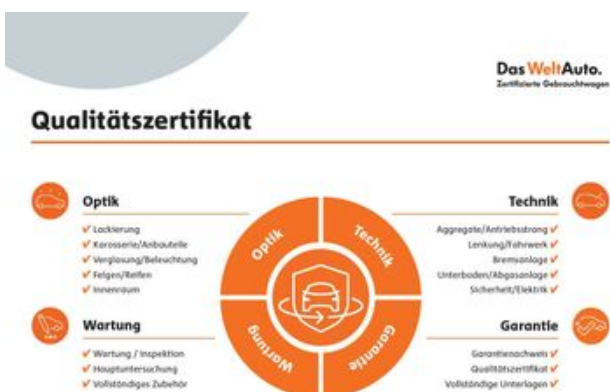 Das WeltAuto.
Zertifizierte Gebrauchtwagen
Qualitätszertifikat
Optik
✔ Lackierung
✔ Karosserie/Anbauteile
✔ Verglasung/Beleuchtung
✔ Felgen/Reifen
✔ Innenraum
Optik
Technik
Wartung
Garantie
Technik
Aggregate/Antriebsstrang ✔
Lenkung/Fahrwerk ✔
Bremsanlage ✔
Unterboden/Abgasanlage ✔
Sicherheit/Elektrik ✔
Wartung
✔ Wartung / Inspektion
✔ Hauptuntersuchung
✔ Vollständiges Zubehör
Garantie
Garantienachweis ✔
Qualitätszertifikat ✔
Vollständige Unterlagen ✔